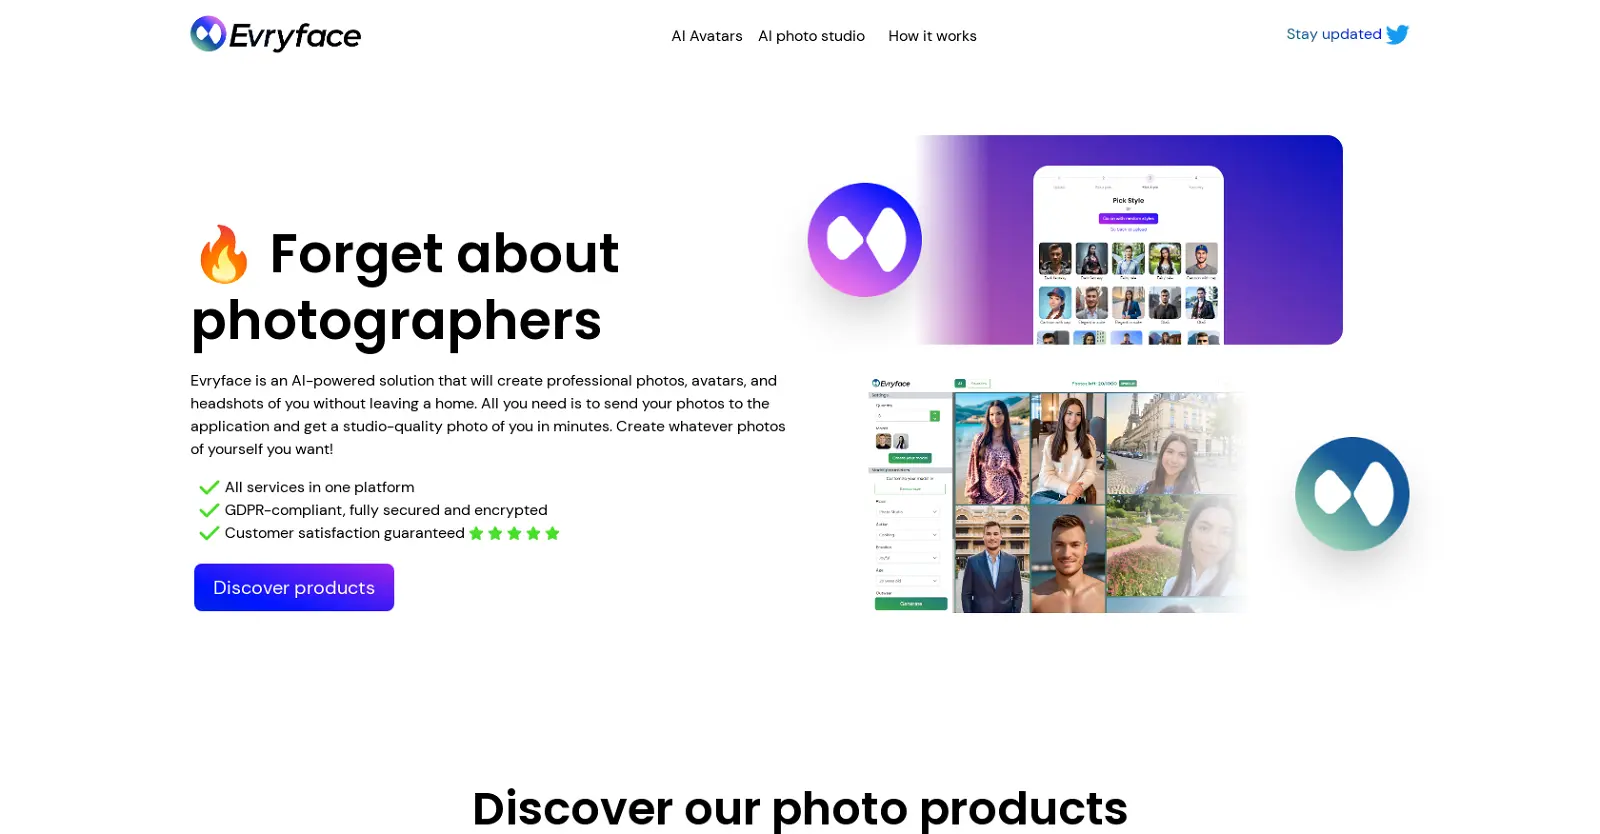 Evryface
AI Avatars
AI photo studio
How it works
Stay updated
Forget about
photographers
Evryface is an AI-powered solution that will create professional photos, avatars, and
headshots of you without leaving a home. All you need is to send your photos to the
application and get a studio-quality photo of you in minutes. Create whatever photos
of yourself you want!
All services in one platform
GDPR-compliant, fully secured and encrypted
Customer satisfaction guaranteed
Discover products
Pick Style
Evryface
Settings
Generate
Discover our photo products